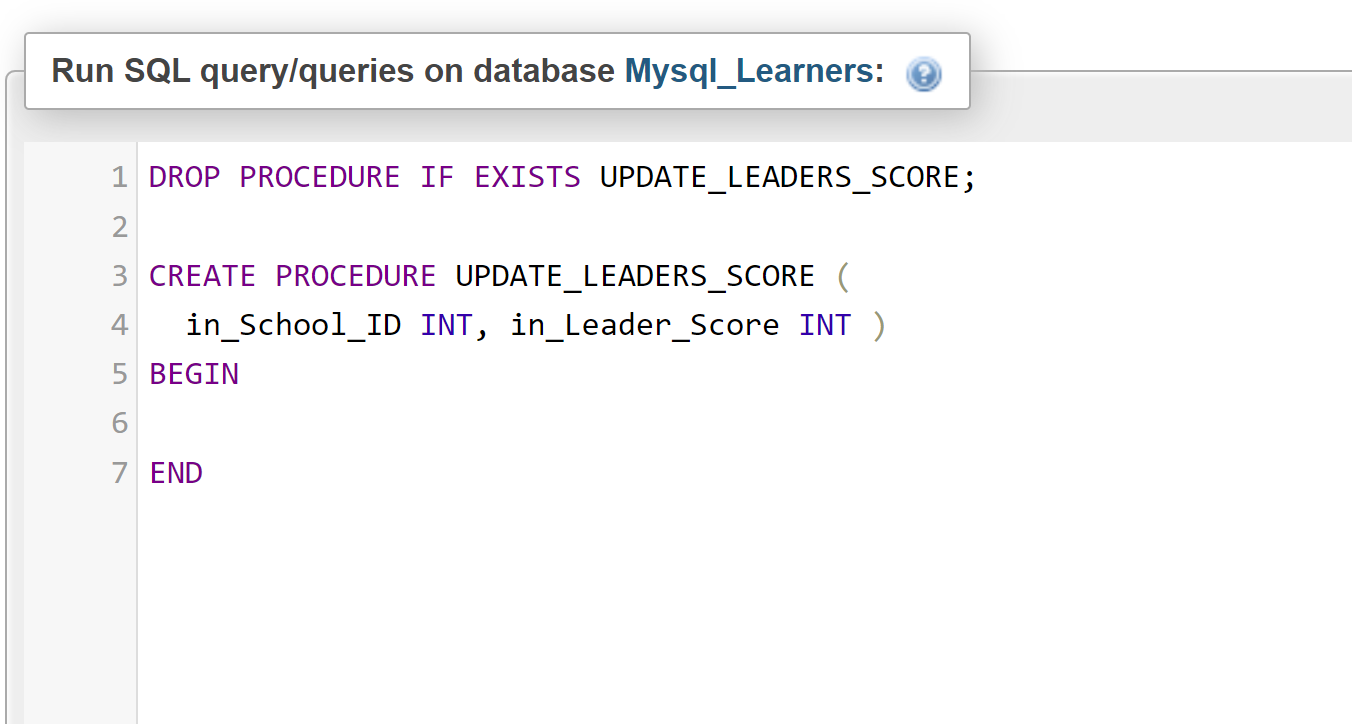 Run SQL query/queries on database Mysql_Learners:
1 DROP PROCEDURE IF EXISTS UPDATE_LEADERS_SCORE;
2
3 CREATE PROCEDURE UPDATE_LEADERS_SCORE (
4   in_School_ID INT, in_Leader_Score INT )
5 BEGIN
6
7 END